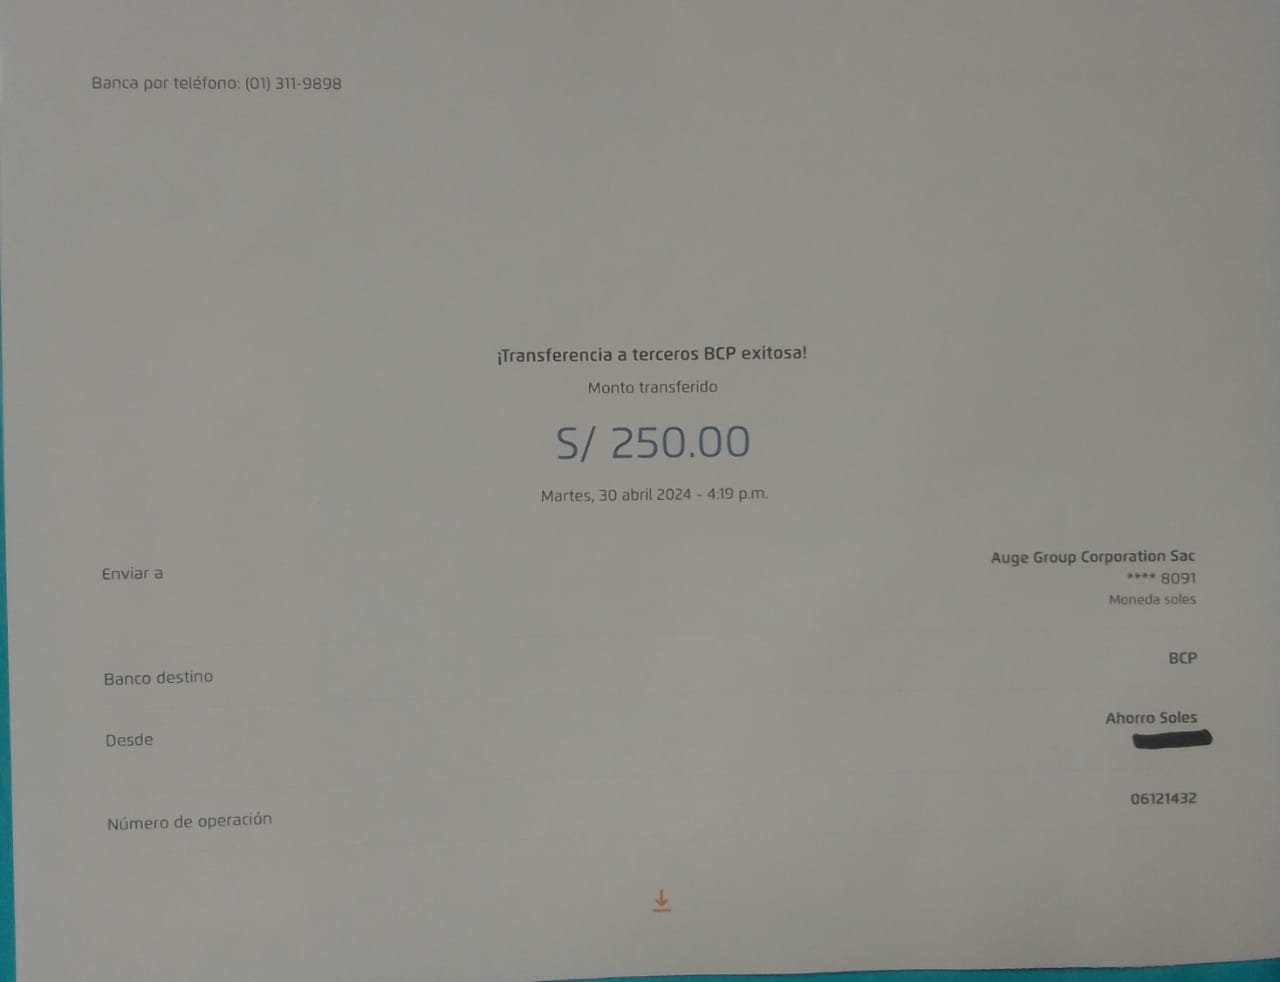 Banca por teléfono: (01) 311-9898
¡Transferencia a terceros BCP exitosa!
Monto transferido
S/ 250.00
Martes, 30 abril 2024 - 4:19 p.m.
Enviar a
Auge Group Corporation Sac
**** 8091
Moneda soles
Banco destino
BCP
Desde
Ahorro Soles
Número de operación
06121432